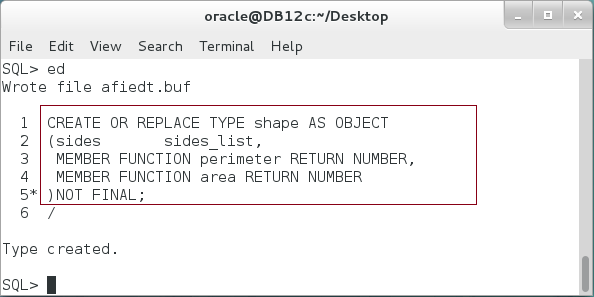 oracle@DB12c:~/Desktop
File Edit View Search Terminal Help
SQL> ed
Wrote file afiedt.buf
1 CREATE OR REPLACE TYPE shape AS OBJECT
2 (sides sides_list,
3 MEMBER FUNCTION perimeter RETURN NUMBER,
4 MEMBER FUNCTION area RETURN NUMBER
5* )NOT FINAL;
6 /
Type created.
SQL>